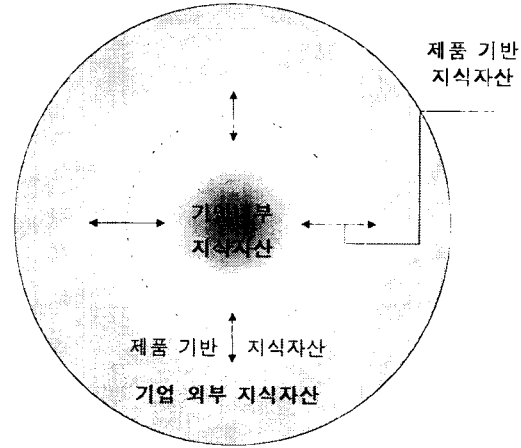 제품 기반
지식자산
기업 내부
지식자산
제품 기반 지식자산
기업 외부 지식자산